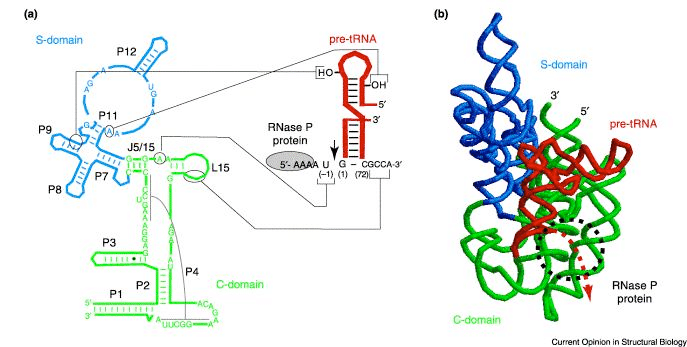 (a)
(b)
S-domain
P12
pre-tRNA
HO
OH
5′
3′
A
G
A
G
U
G
A
A
A
P11
P9
J5/15
P8
P7
L15
RNase P
protein
5′- AAAA U G – CGCCA-3′
(–1) (1) (72)
P3
P2
P4
P1
5′
3′
C-domain
AUUCGG
ACAGAA
S-domain
3′
5′
pre-tRNA
RNase P
protein
C-domain
Current Opinion in Structural Biology